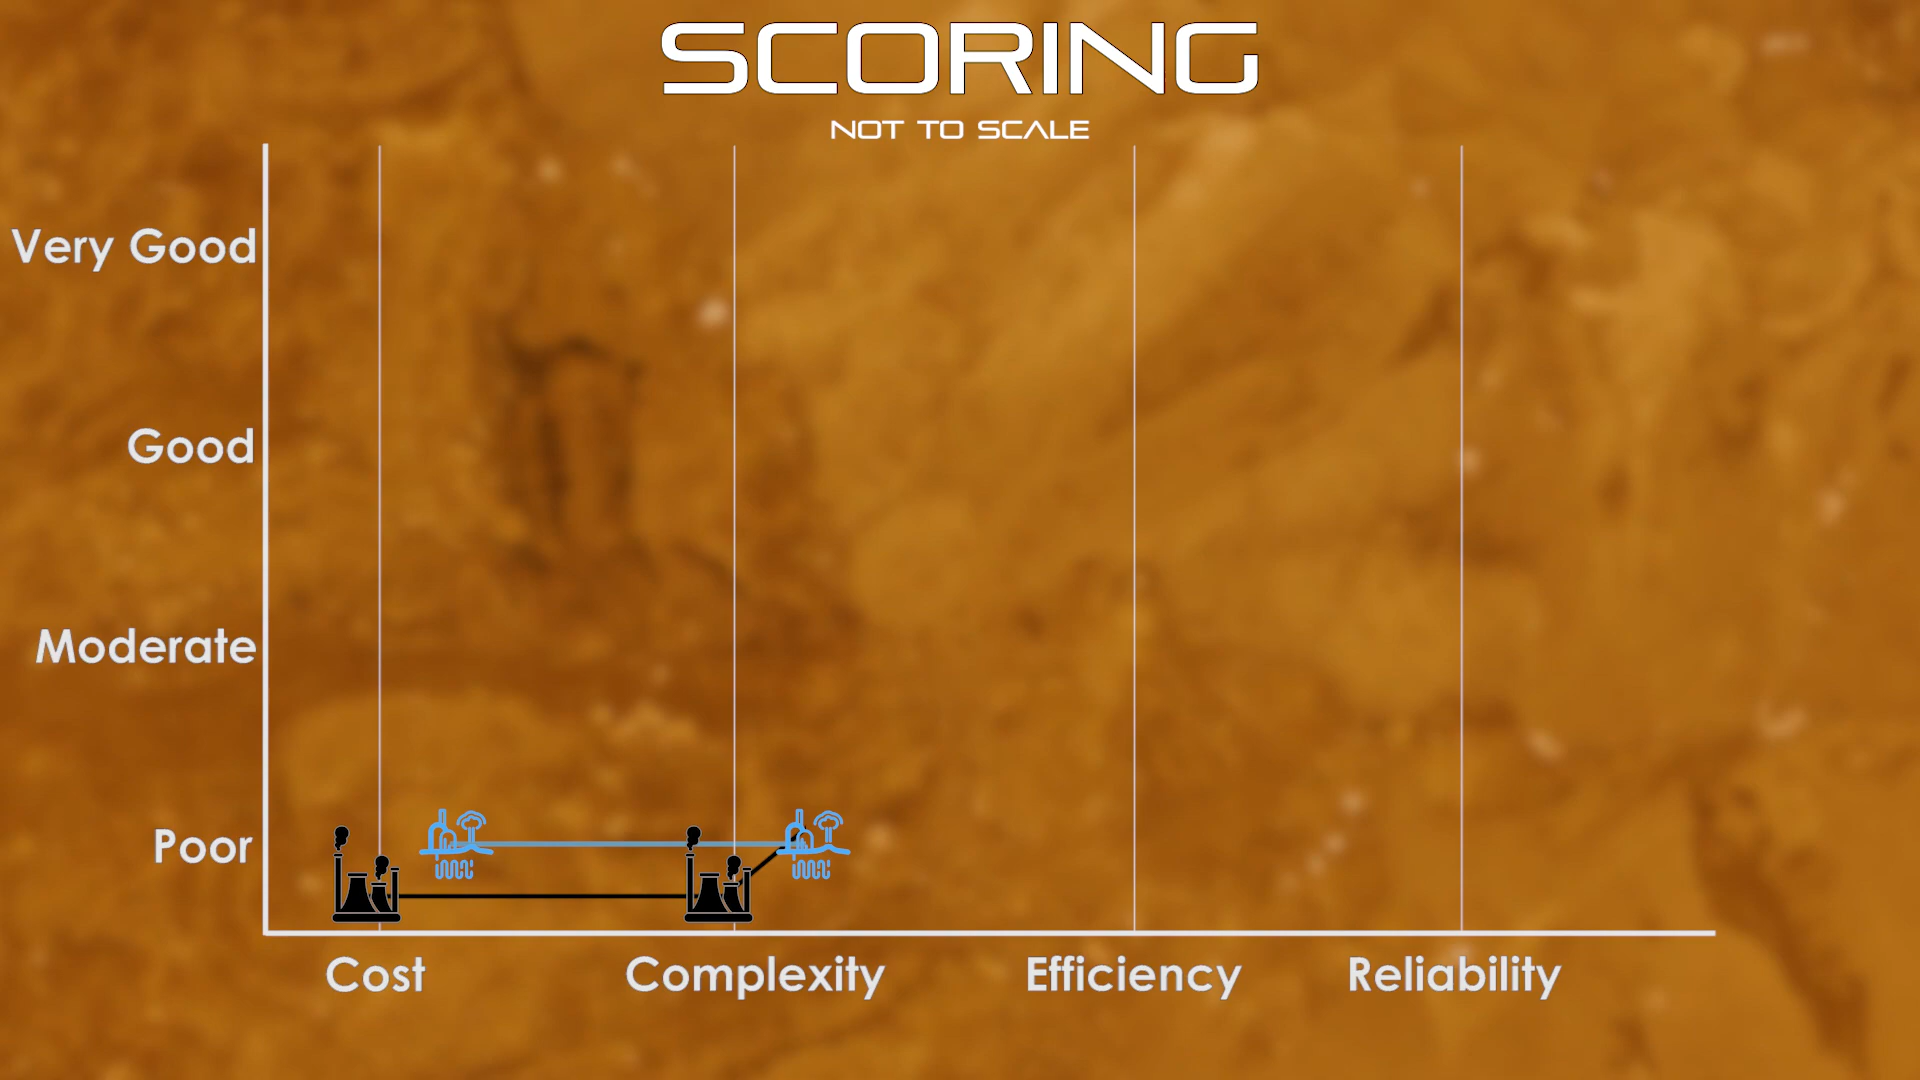 SCORING
NOT TO SCALE
Very Good
Good
Moderate
Poor
Cost
Complexity
Efficiency
Reliability